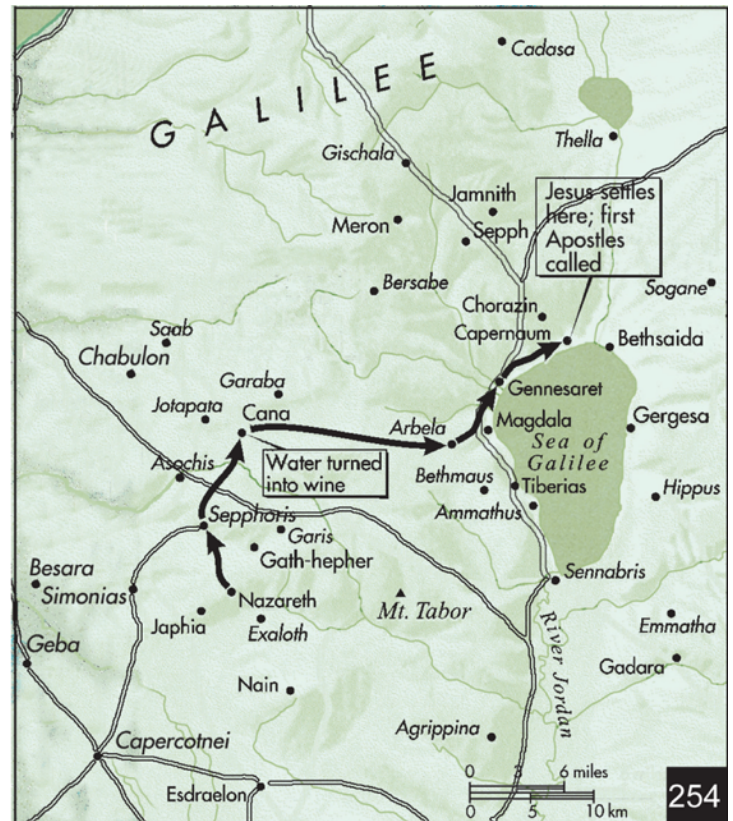 Cadasa
GALILEE
Thella
Gischala
Jesus settles
here; first
Apostles
called
Jamnith
Meron
Sepph
Bersabe
Sogane
Chorazin
Capernaum
Bethsaida
Saab
Chabulon
Garaba
Gennesaret
Jotapata
Cana
Arbela
Magdala
Gergesa
Sea of
Galilee
Water turned
into wine
Asochis
Bethmaus
Tiberias
Hippus
Ammathus
Sepphoris
Garis
Gath-hepher
Besara
Simonias
Nazareth
Mt. Tabor
Sennabris
Japhia
Exaloth
Emmatha
River Jordan
Geba
Gadara
Nain
Agrippina
Capercotnei
Esdraelon
0 3 6 miles
0 5 10 km
254